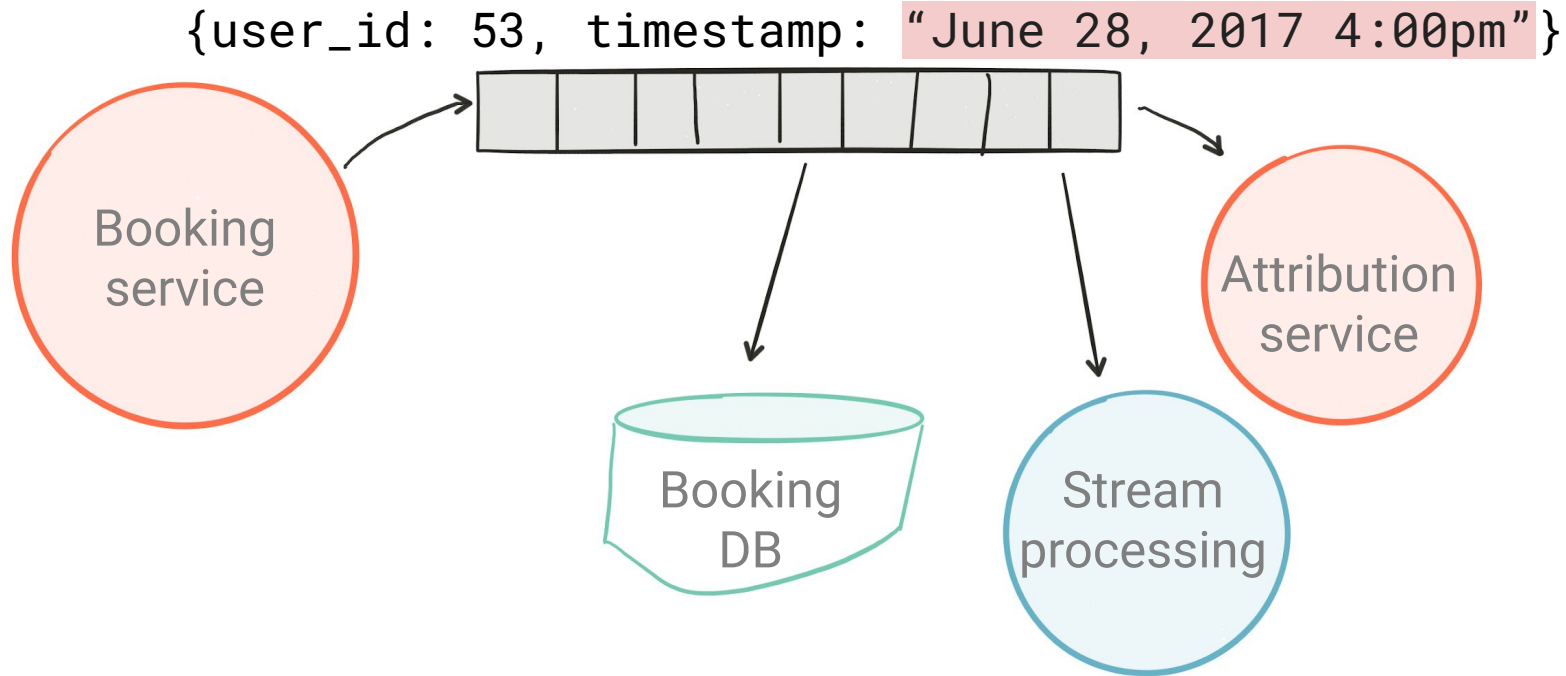 {user_id: 53, timestamp: “June 28, 2017 4:00pm”}
Booking
service
Attribution
service
Booking
DB
Stream
processing